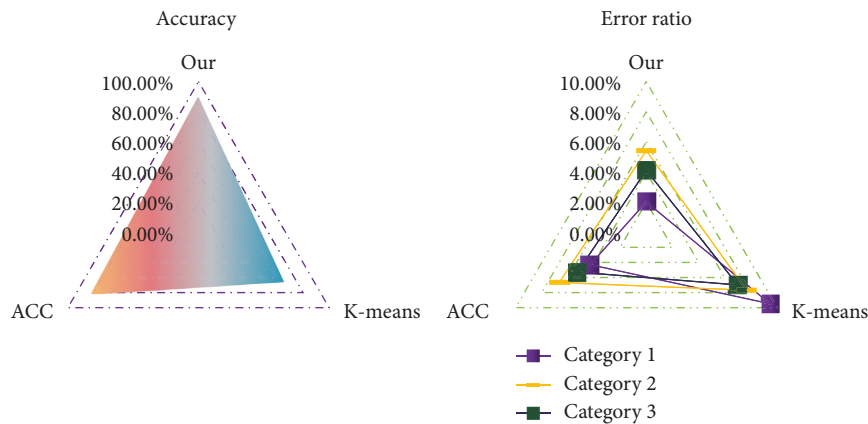 Accuracy
Our
100.00%
80.00%
60.00%
40.00%
20.00%
0.00%
ACC
K-means
Error ratio
Our
10.00%
8.00%
6.00%
4.00%
2.00%
0.00%
ACC
K-means
Category 1
Category 2
Category 3